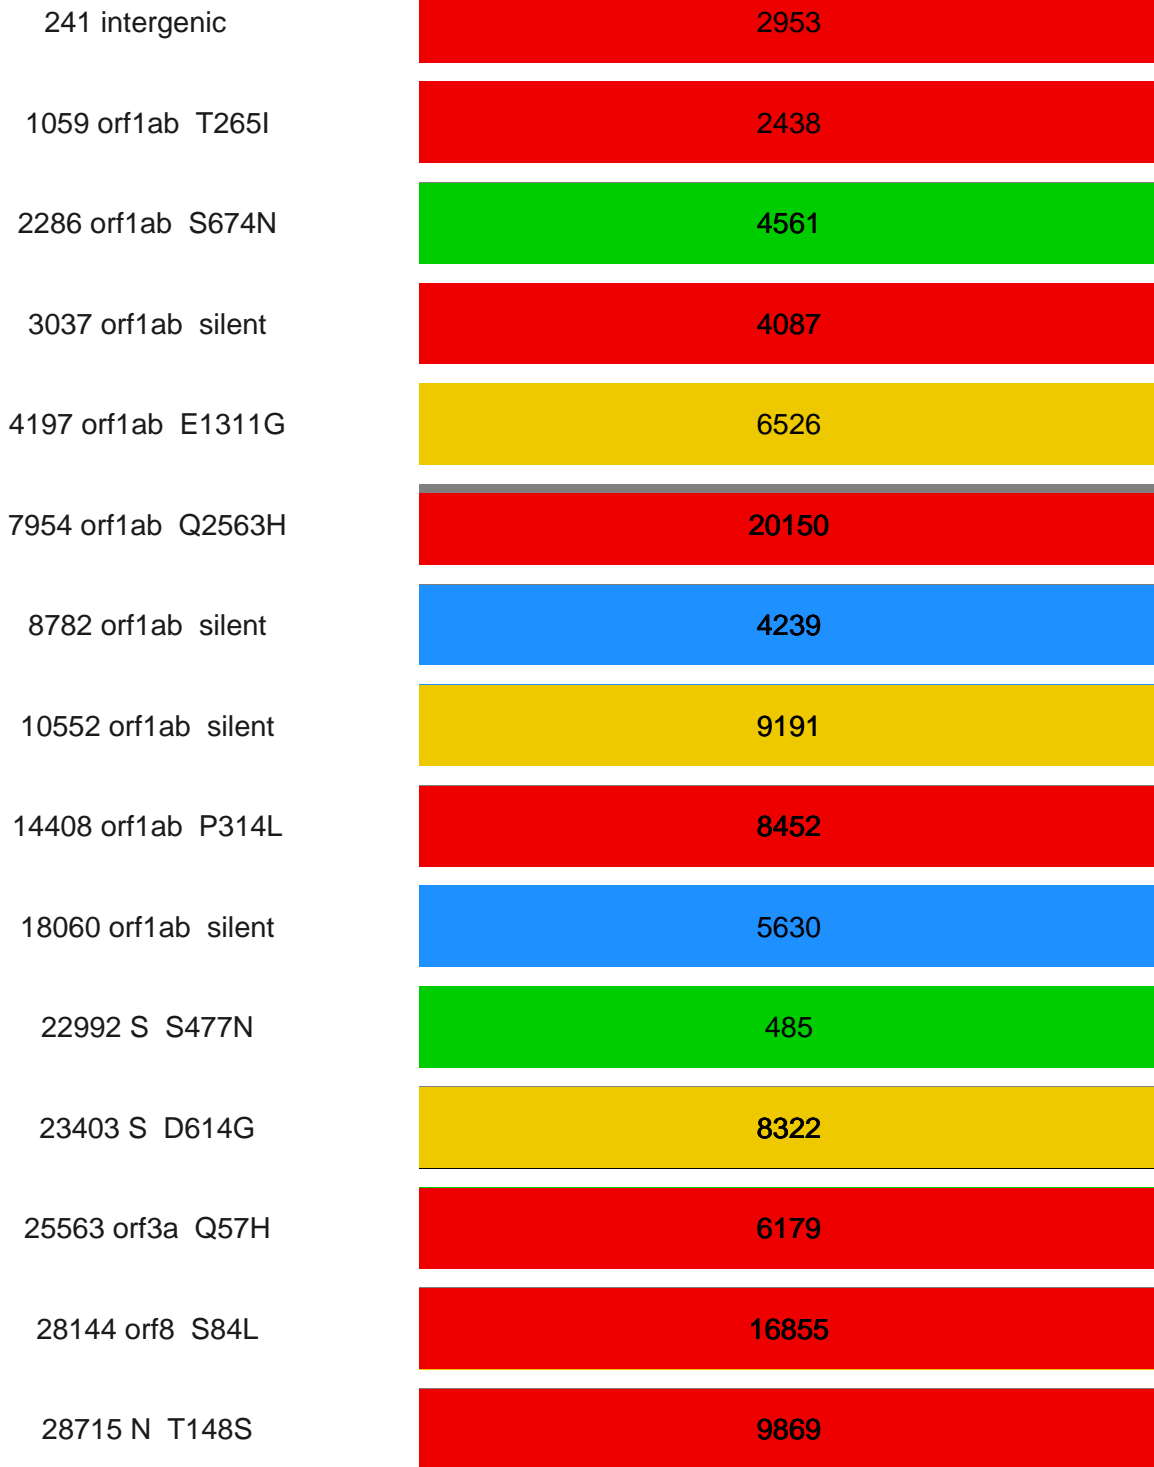 241 intergenic 2953
1059 orf1ab T265I 2438
2286 orf1ab S674N 4561
3037 orf1ab silent 4087
4197 orf1ab E1311G 6526
7954 orf1ab Q2563H 20150
8782 orf1ab silent 4239
10552 orf1ab silent 9191
14408 orf1ab P314L 8452
18060 orf1ab silent 5630
22992 S S477N 485
23403 S D614G 8322
25563 orf3a Q57H 6179
28144 orf8 S84L 16855
28715 N T148S 9869